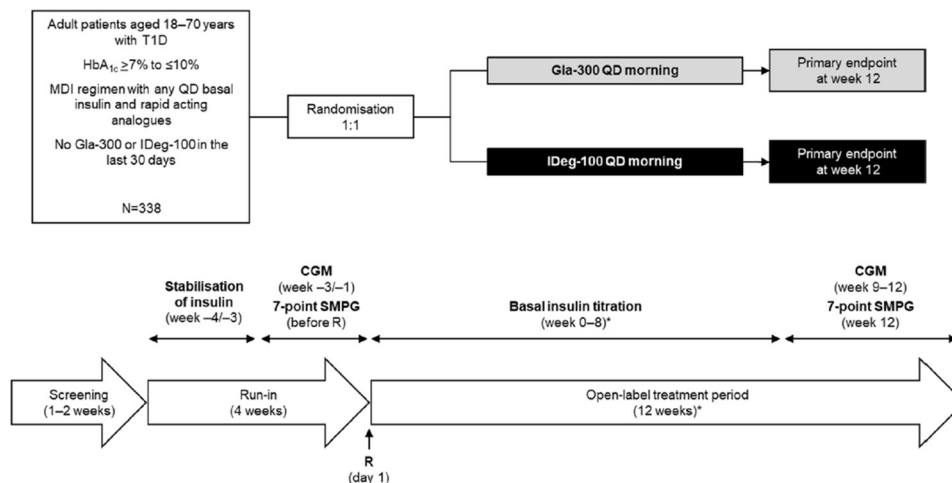 Adult patients aged 18–70 years
with T1D
HbA1c ≥7% to ≤10%
MDI regimen with any QD basal
insulin and rapid acting
analogues
No Gla-300 or IDeg-100 in the
last 30 days
N=338
Randomisation
1:1
Gla-300 QD morning
Primary endpoint
at week 12
IDeg-100 QD morning
Primary endpoint
at week 12
Stabilisation
of insulin
(week –4/–3)
CGM
(week –3/–1)
7-point SMPG
(before R)
Basal insulin titration
(week 0–8)*
CGM
(week 9–12)
7-point SMPG
(week 12)
Screening
(1–2 weeks)
Run-in
(4 weeks)
Open-label treatment period
(12 weeks)*
R
(day 1)